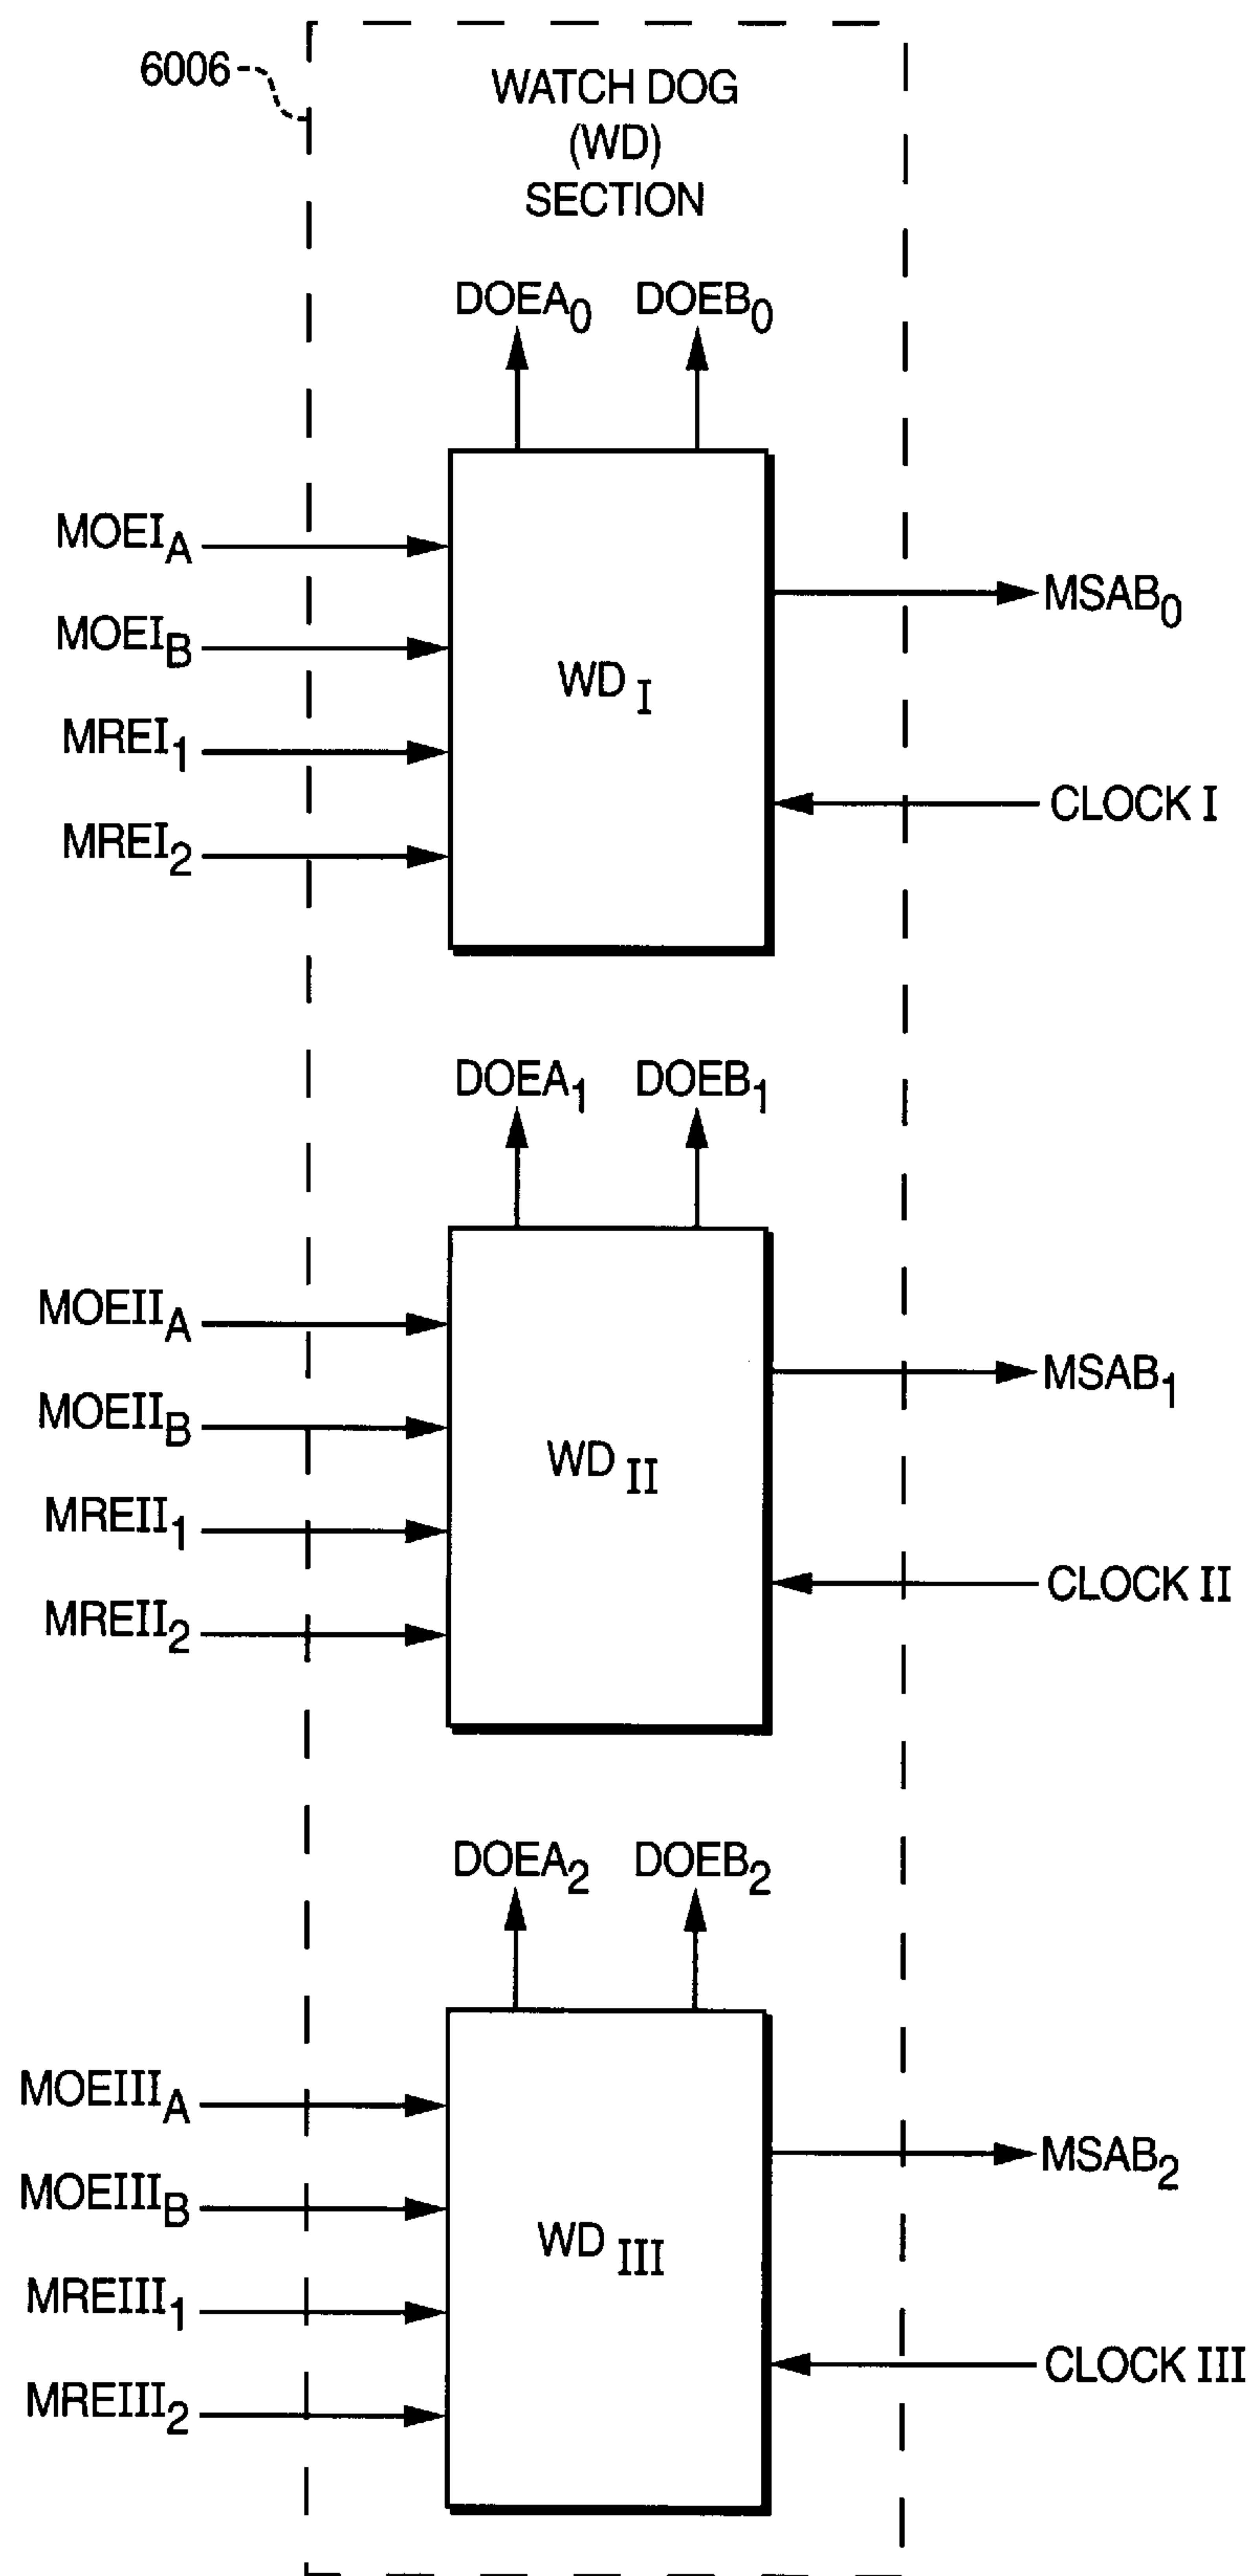 6006
WATCH DOG
(WD)
SECTION
DOEA0 DOEB0
MOEIA
MOEIB
MREI1
MREI2
WD I
MSAB0
CLOCK I
DOEA1 DOEB1
MOEIIA
MOEIIB
MREII1
MREII2
WD II
MSAB1
CLOCK II
DOEA2 DOEB2
MOEIIIA
MOEIIIB
MREIII1
MREIII2
WD III
MSAB2
CLOCK III